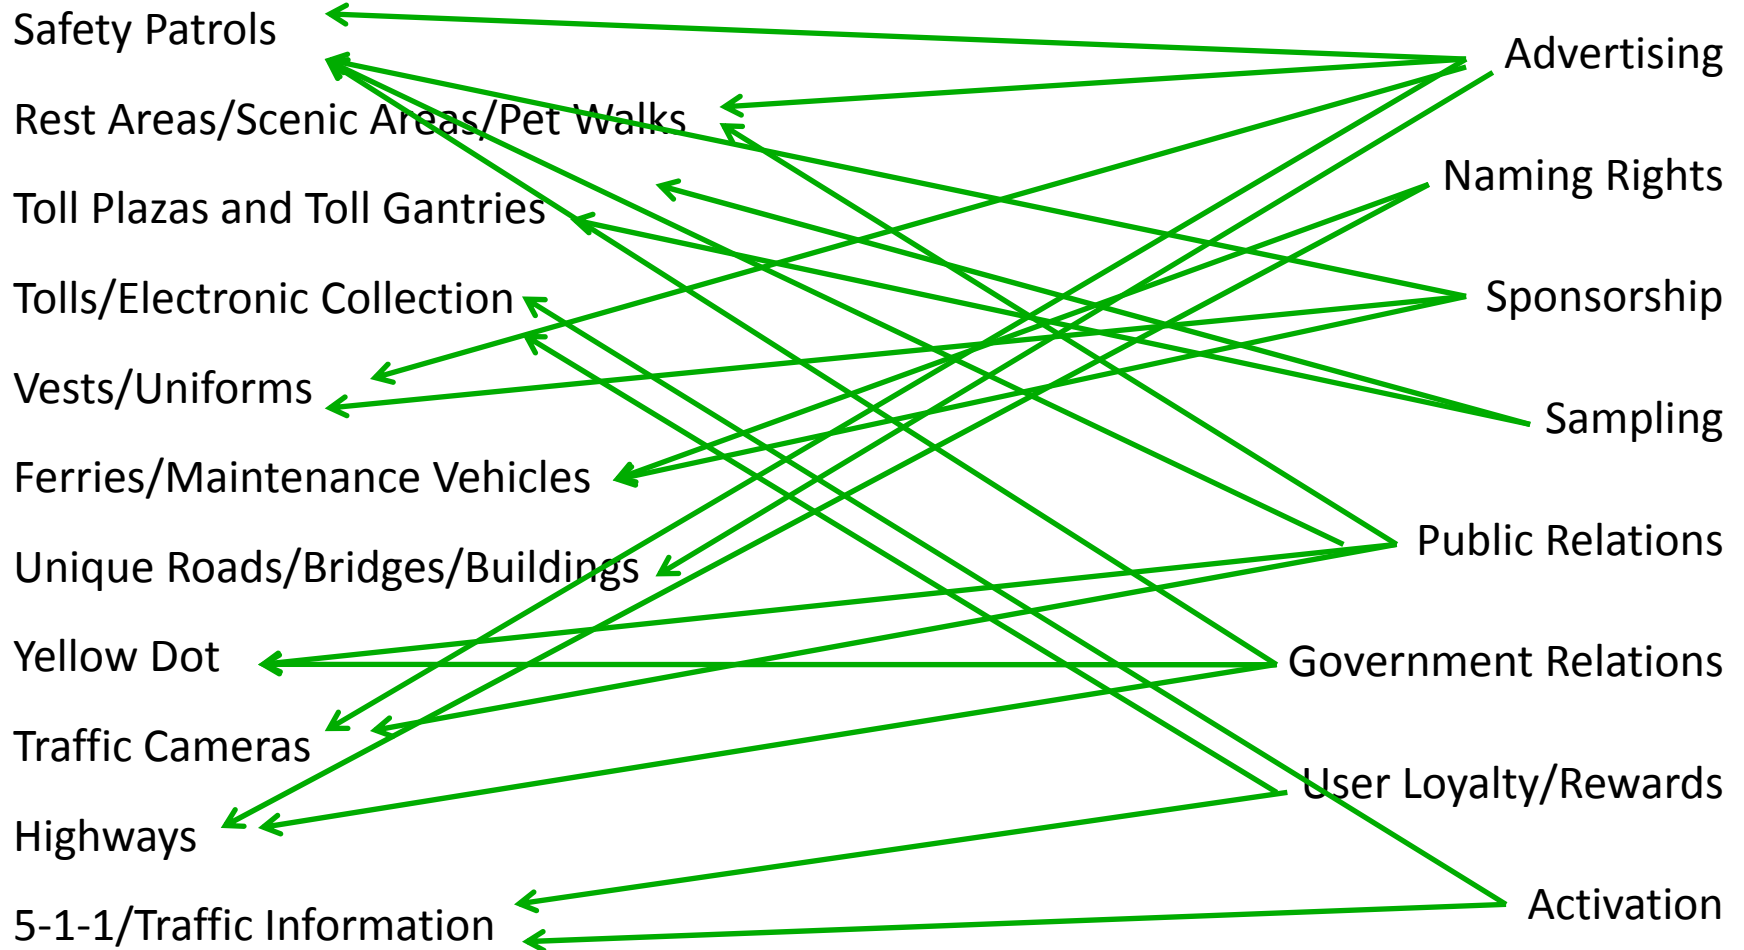 Safety Patrols
Rest Areas/Scenic Areas/Pet Walks
Toll Plazas and Toll Gantries
Tolls/Electronic Collection
Vests/Uniforms
Ferries/Maintenance Vehicles
Unique Roads/Bridges/Buildings
Yellow Dot
Traffic Cameras
Highways
5-1-1/Traffic Information
Advertising
Naming Rights
Sponsorship
Sampling
Public Relations
Government Relations
User Loyalty/Rewards
Activation